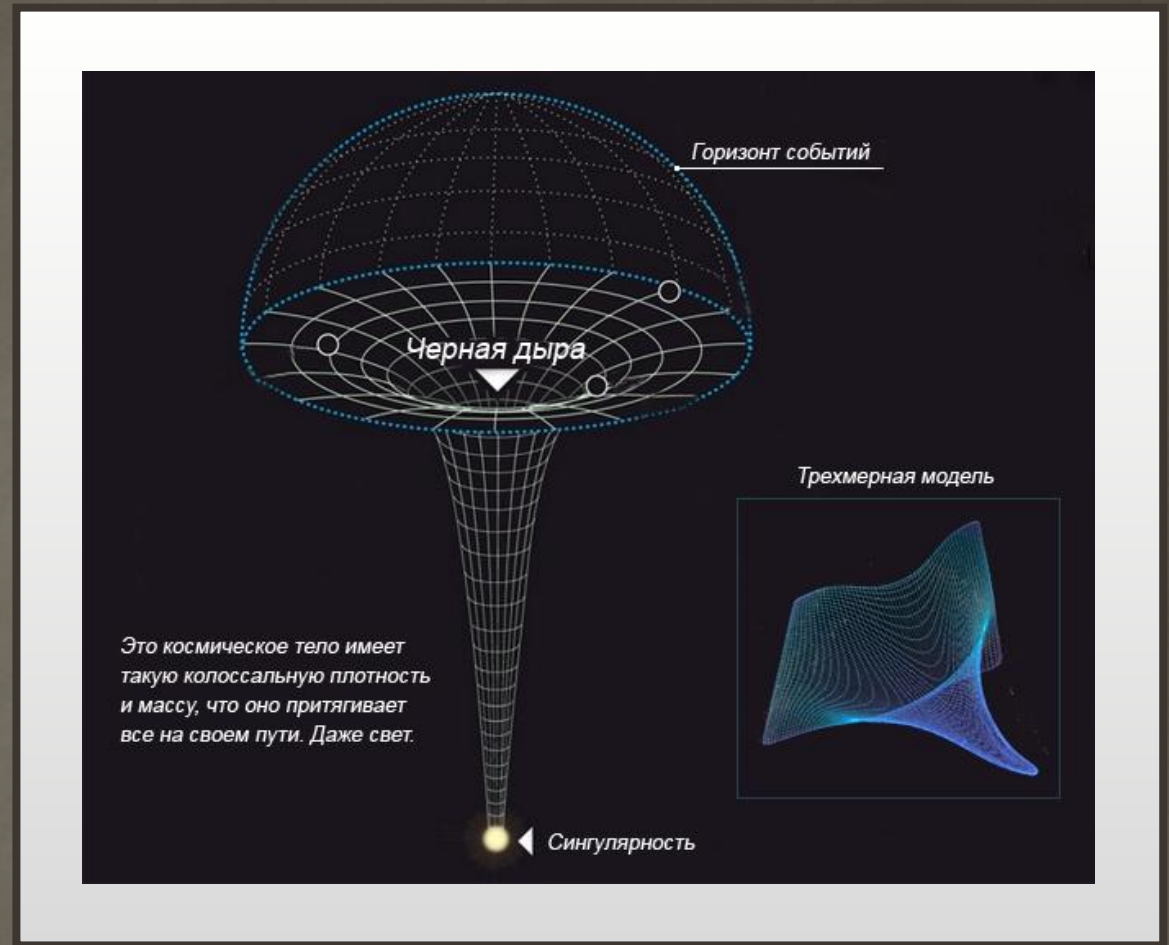 Горизонт событий
Черная дыра
Трехмерная модель
Это космическое тело имеет
такую колоссальную плотность
и массу, что оно притягивает
все на своем пути. Даже свет.
Сингулярность